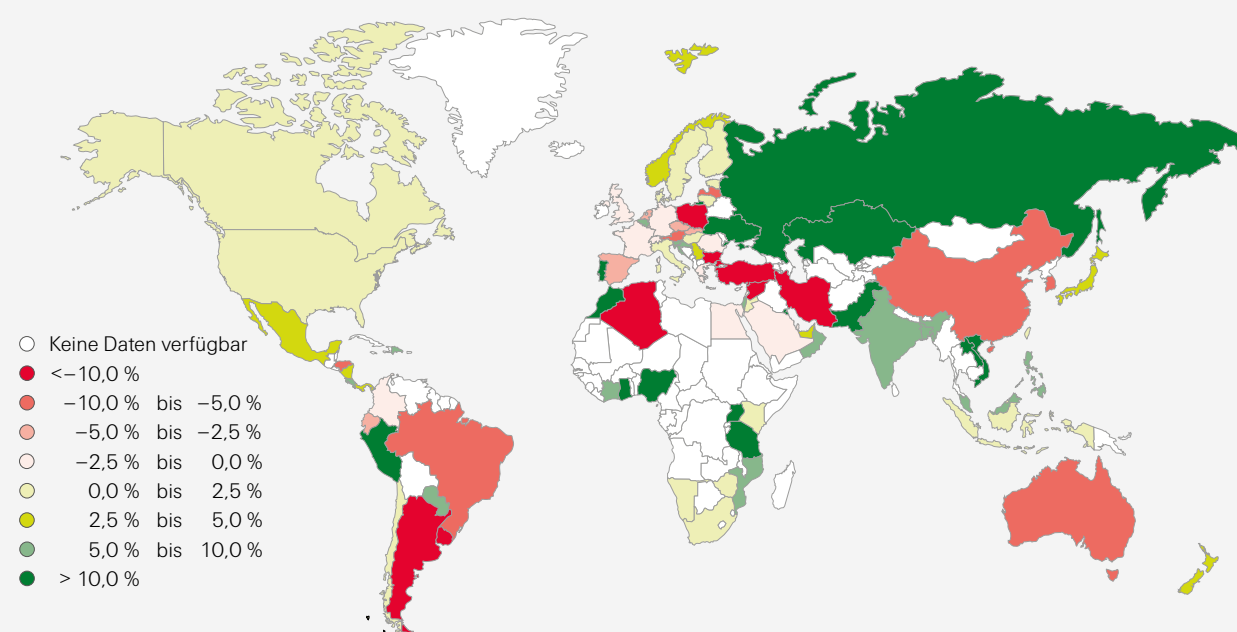 Keine Daten verfügbar
<–10,0 %
–10,0 % bis –5,0 %
–5,0 % bis –2,5 %
–2,5 % bis 0,0 %
0,0 % bis 2,5 %
2,5 % bis 5,0 %
5,0 % bis 10,0 %
> 10,0 %